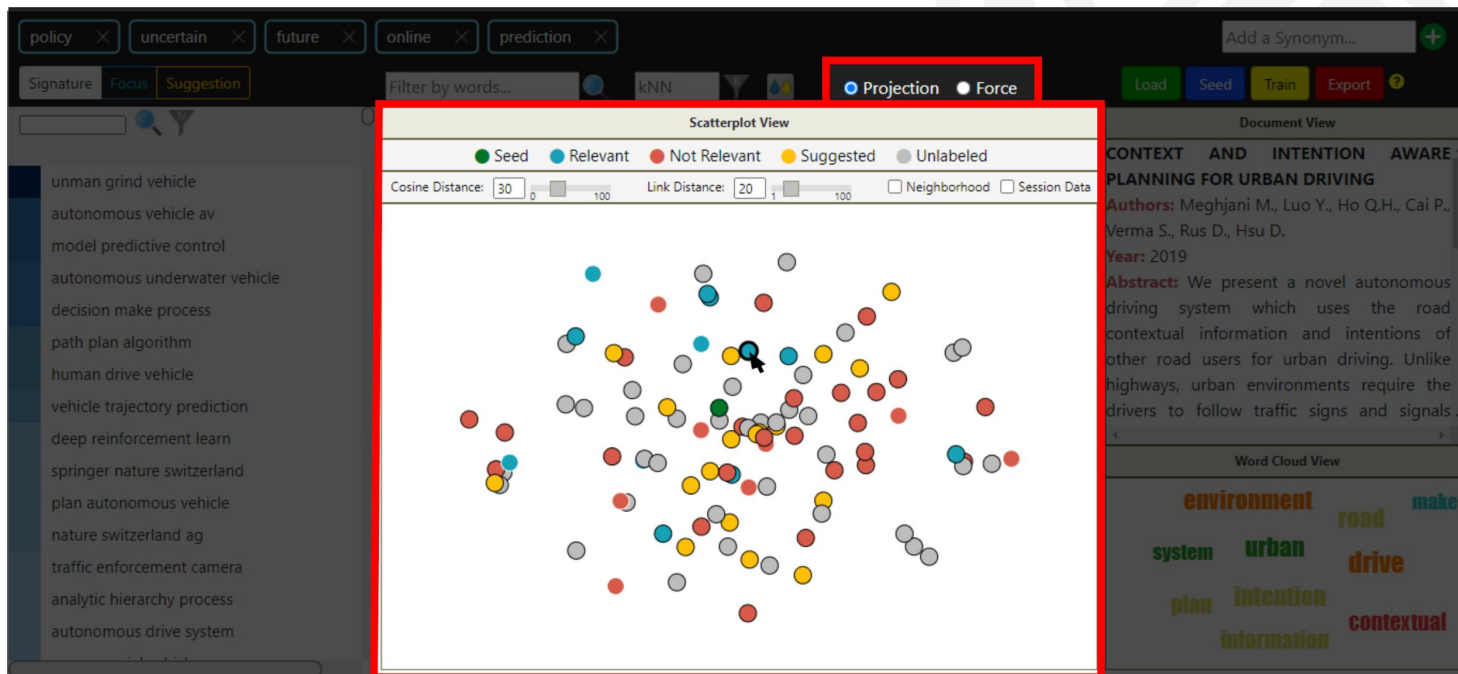 policy × uncertain × future × online × prediction ×
Add a Synonym...
Signature Focus Suggestion
Filter by words...
kNN
Projection Force
Load Seed Train Export ?
unman grind vehicle
autonomous vehicle av
model predictive control
autonomous underwater vehicle
decision make process
path plan algorithm
human drive vehicle
vehicle trajectory prediction
deep reinforcement learn
springer nature switzerland
plan autonomous vehicle
nature switzerland ag
traffic enforcement camera
analytic hierarchy process
autonomous drive system
Scatterplot View
Seed Relevant Not Relevant Suggested Unlabeled
Cosine Distance: 30 0 100 Link Distance: 20 1 100 Neighborhood Session Data
Document View
CONTEXT AND INTENTION AWARE
PLANNING FOR URBAN DRIVING
Authors: Meghjani M., Luo Y., Ho Q.H., Cai P.,
Verma S., Rus D., Hsu D.
Year: 2019
Abstract: We present a novel autonomous
driving system which uses the road
contextual information and intentions of
other road users for urban driving. Unlike
highways, urban environments require the
drivers to follow traffic signs and signals
Word Cloud View
environment
make
road
system
urban
drive
plan
intention
contextual
information